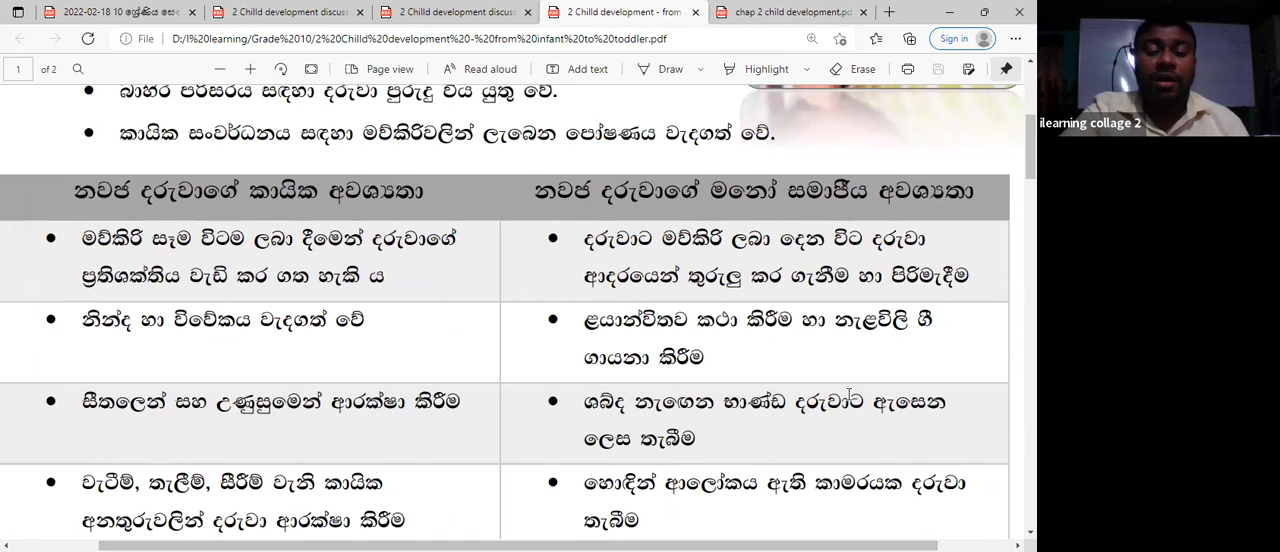 2022-02-18 10 ශ්‍රේණිය සෞ
2 Chilld development discuss
2 Chilld development discuss
2 Chilld development - from
chap 2 child development.pd
File
D:/I%20learning/Grade%2010/2%20Chilld%20development%20-%20from%20infant%20to%20toddler.pdf
Sign in
1 of 2
Page view
Read aloud
Add text
Draw
Highlight
Erase
බාහිර පරිසරය සඳහා දරුවා පුරුදු විය යුතු වේ.
කායික සංවර්ධනය සඳහා මව්කිරිවලින් ලැබෙන පෝෂණය වැදගත් වේ.
නවජ දරුවාගේ කායික අවශ්‍යතා
නවජ දරුවාගේ මනෝ සමාජීය අවශ්‍යතා
මව්කිරි සෑම විටම ලබා දීමෙන් දරුවාගේ
ප්‍රතිශක්තිය වැඩි කර ගත හැකි ය
දරුවාට මව්කිරි ලබා දෙන විට දරුවා
ආදරයෙන් තුරුලු කර ගැනීම හා පිරිමැදීම
නින්ද හා විවේකය වැදගත් වේ
ළයාන්විතව කථා කිරීම හා නැළවිලි ගී
ගායනා කිරීම
සීතලෙන් සහ උණුසුමෙන් ආරක්ෂා කිරීම
ශබ්ද නැඟෙන භාණ්ඩ දරුවාට ඇසෙන
ලෙස තැබීම
වැටීම්, තැලීම්, සීරීම් වැනි කායික
අනතුරුවලින් දරුවා ආරක්ෂා කිරීම
හොඳින් ආලෝකය ඇති කාමරයක දරුවා
තැබීම
ilearning collage 2